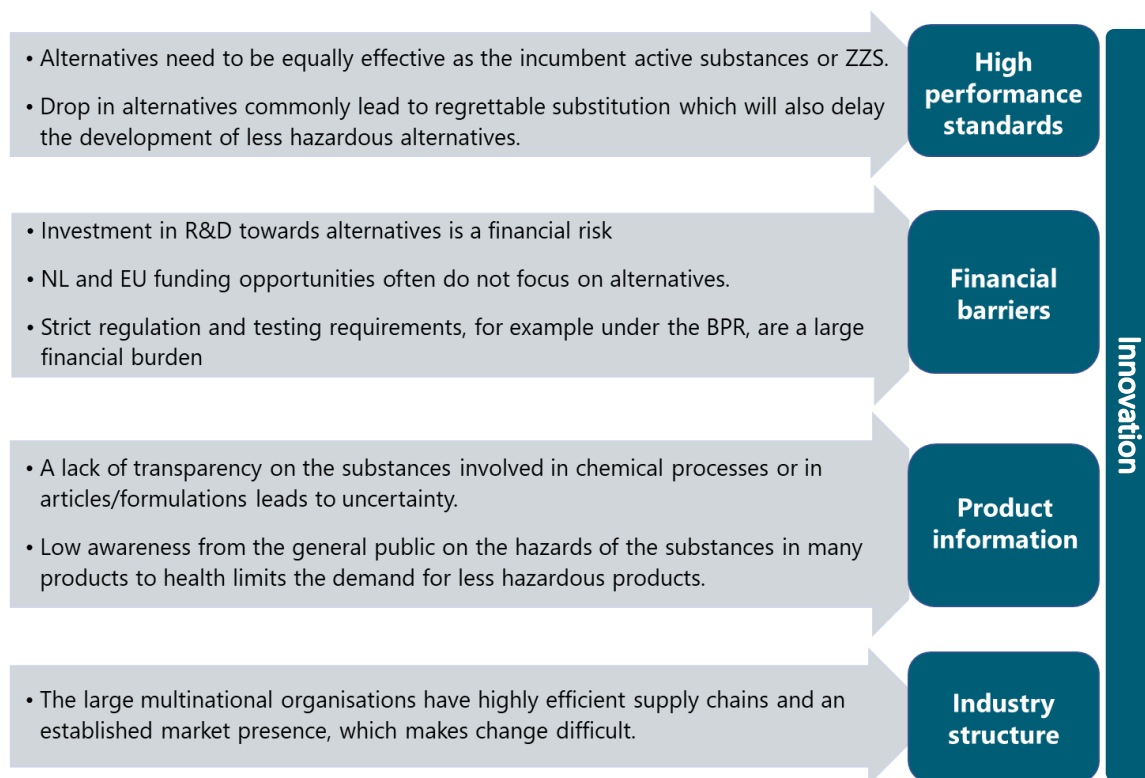 • Alternatives need to be equally effective as the incumbent active substances or ZZS.
• Drop in alternatives commonly lead to regrettable substitution which will also delay
the development of less hazardous alternatives.
High
performance
standards
• Investment in R&D towards alternatives is a financial risk
• NL and EU funding opportunities often do not focus on alternatives.
• Strict regulation and testing requirements, for example under the BPR, are a large
financial burden
Financial
barriers
• A lack of transparency on the substances involved in chemical processes or in
articles/formulations leads to uncertainty.
• Low awareness from the general public on the hazards of the substances in many
products to health limits the demand for less hazardous products.
Product
information
• The large multinational organisations have highly efficient supply chains and an
established market presence, which makes change difficult.
Industry
structure
Innovation